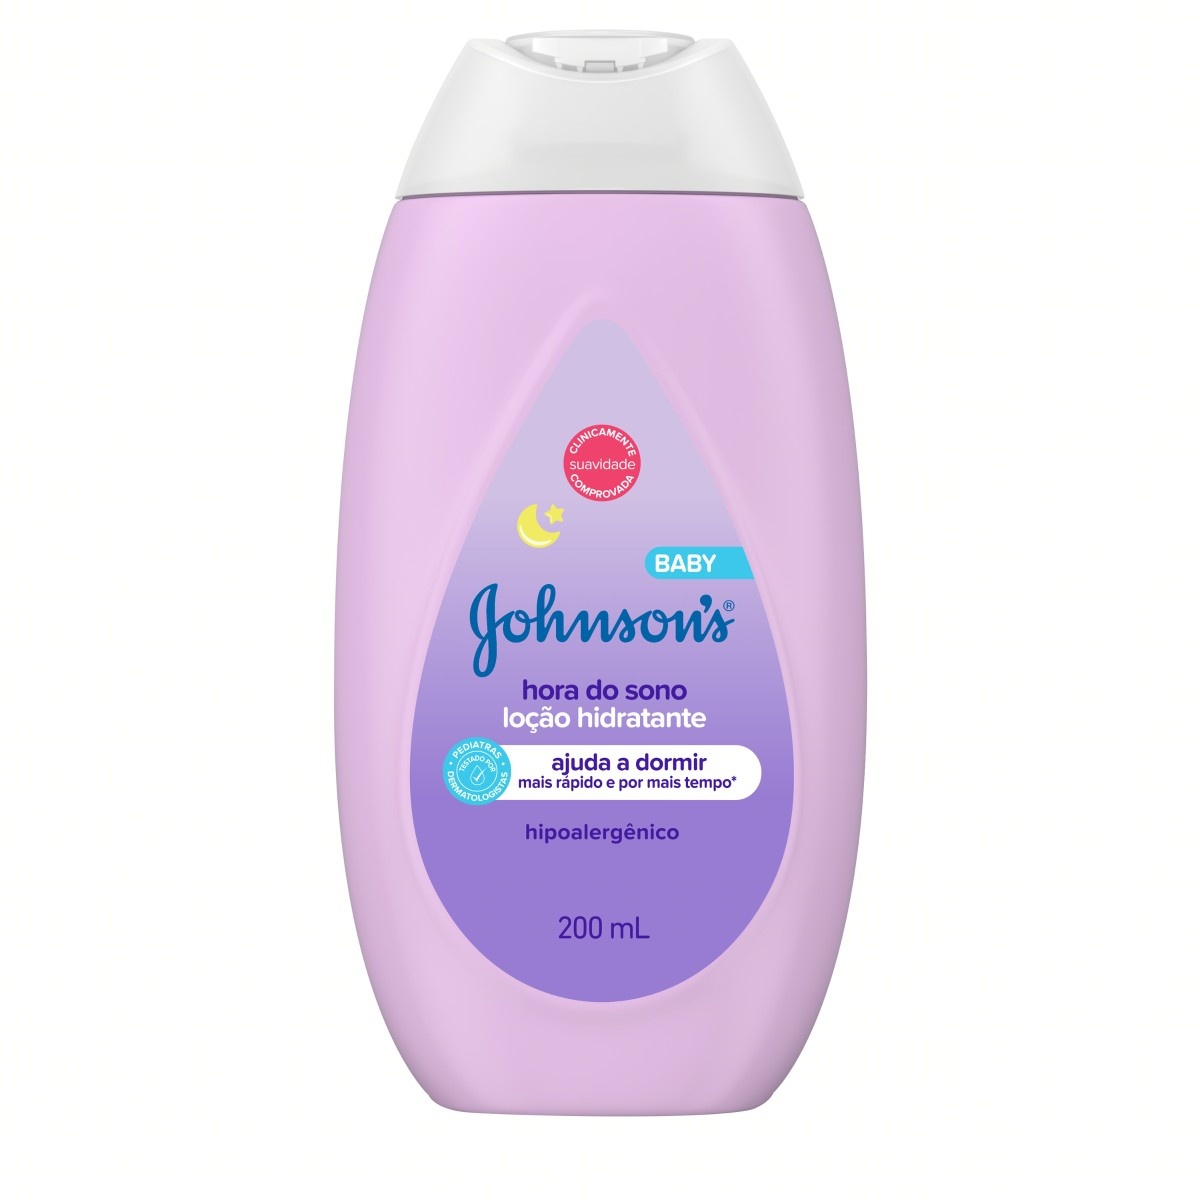 CLINICAMENTE
suavidade
COMPROVADA
BABY
Johnson's®
hora do sono
loção hidratante
PEDIATRAS
TESTADO POR
DERMATOLOGISTAS
ajuda a dormir
mais rápido e por mais tempo*
hipoalergênico
200 mL